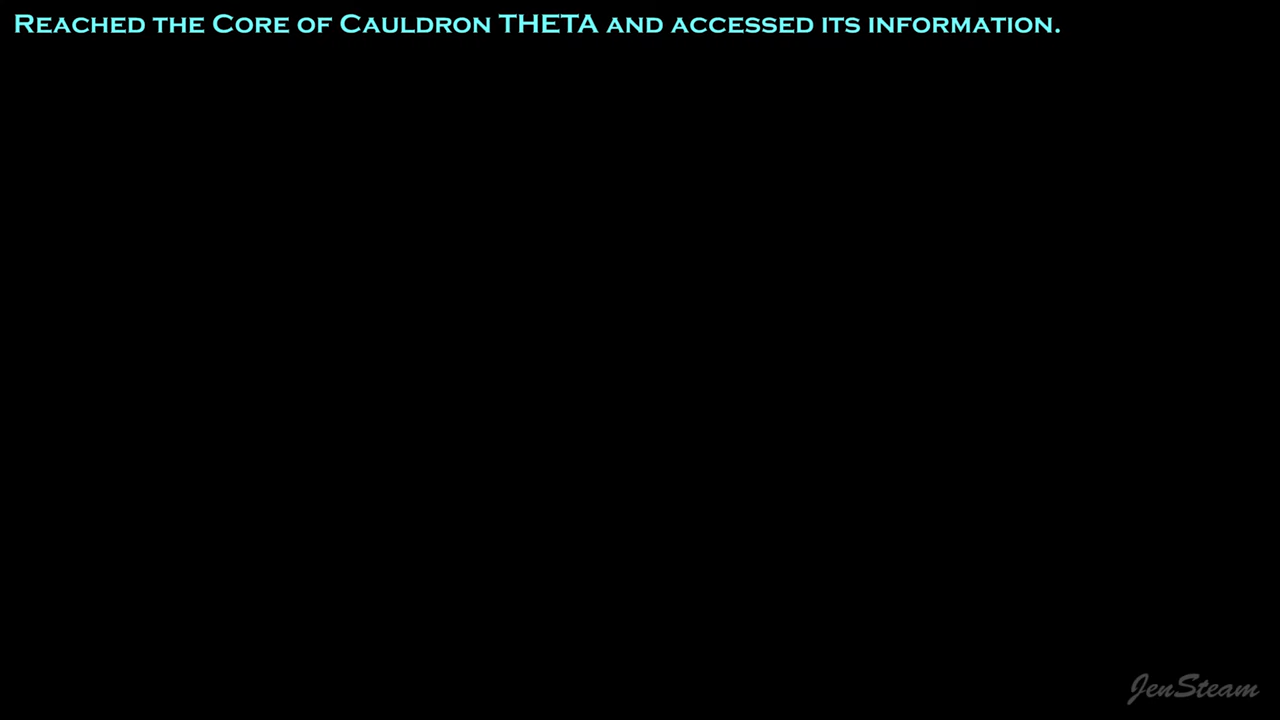 Reached the Core of Cauldron THETA and accessed its information.
JenSteam